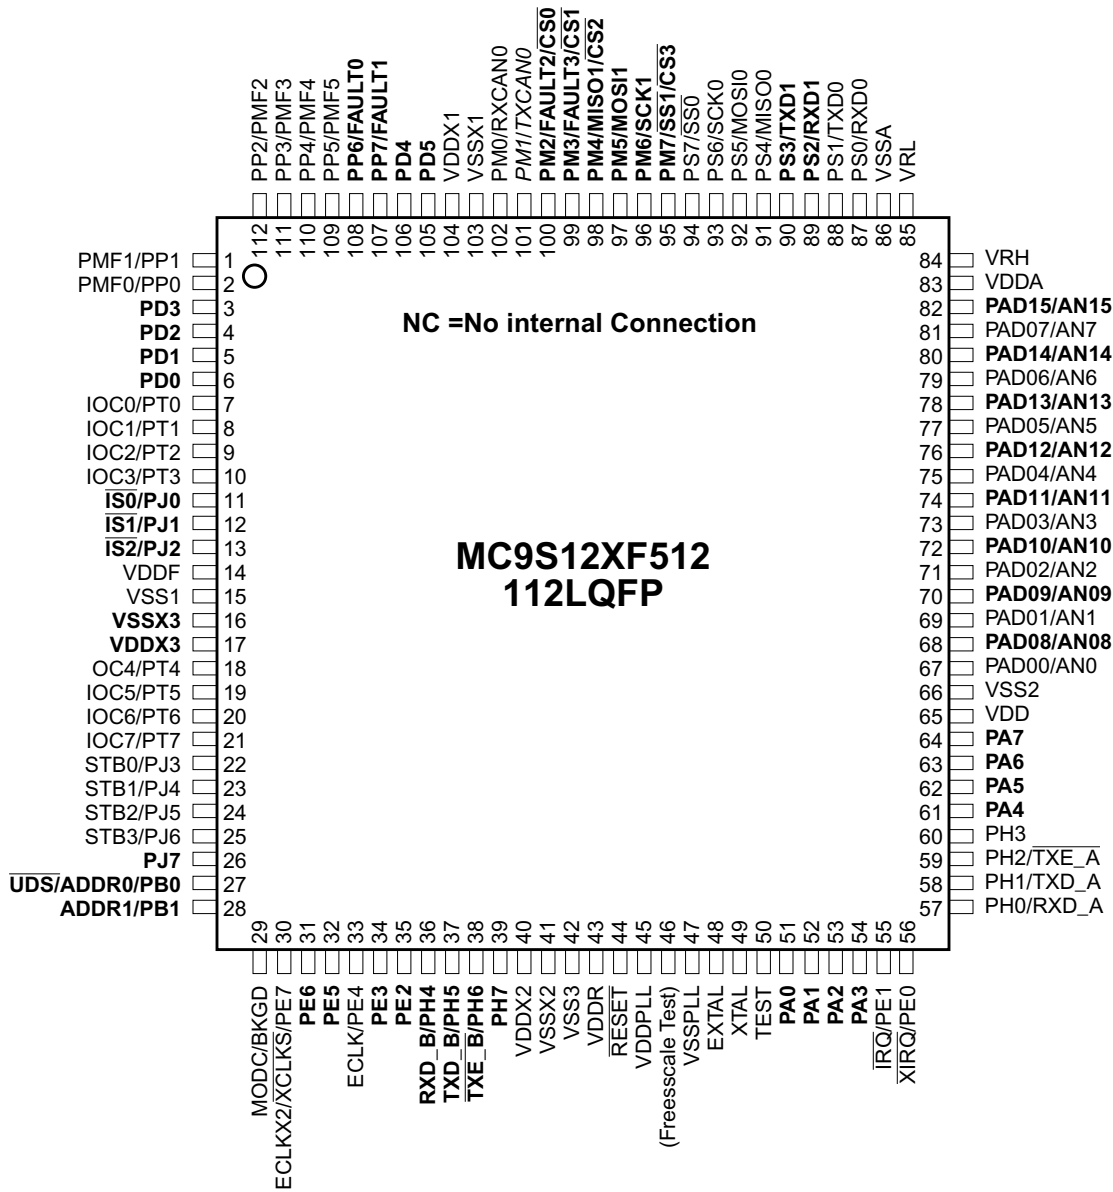 PP2/PMF2
PP3/PMF3
PP4/PMF4
PP5/PMF5
PP6/FAULT0
PP7/FAULT1
PD4
PD5
VDDX1
VSSX1
PM0/RXCAN0
PM1/TXCAN0
PM2/FAULT2/CS0
PM3/FAULT3/CS1
PM4/MISO1/CS2
PM5/MOSI1
PM6/SCK1
PM7/SS1/CS3
PS7/SS0
PS6/SCK0
PS5/MOSI0
PS4/MISO0
PS3/TXD1
PS2/RXD1
PS1/TXD0
PS0/RXD0
VSSA
VRL
112
111
110
109
108
107
106
105
104
103
102
101
100
99
98
97
96
95
94
93
92
91
90
89
88
87
86
85
PMF1/PP1 1
PMF0/PP0 2
PD3 3
PD2 4
PD1 5
PD0 6
IOC0/PT0 7
IOC1/PT1 8
IOC2/PT2 9
IOC3/PT3 10
IS0/PJ0 11
IS1/PJ1 12
IS2/PJ2 13
VDDF 14
VSS1 15
VSSX3 16
VDDX3 17
OC4/PT4 18
IOC5/PT5 19
IOC6/PT6 20
IOC7/PT7 21
STB0/PJ3 22
STB1/PJ4 23
STB2/PJ5 24
STB3/PJ6 25
PJ7 26
UDS/ADDR0/PB0 27
ADDR1/PB1 28
NC =No internal Connection
MC9S12XF512
112LQFP
84 VRH
83 VDDA
82 PAD15/AN15
81 PAD07/AN7
80 PAD14/AN14
79 PAD06/AN6
78 PAD13/AN13
77 PAD05/AN5
76 PAD12/AN12
75 PAD04/AN4
74 PAD11/AN11
73 PAD03/AN3
72 PAD10/AN10
71 PAD02/AN2
70 PAD09/AN09
69 PAD01/AN1
68 PAD08/AN08
67 PAD00/AN0
66 VSS2
65 VDD
64 PA7
63 PA6
62 PA5
61 PA4
60 PH3
59 PH2/TXE_A
58 PH1/TXD_A
57 PH0/RXD_A
29
30
31
32
33
34
35
36
37
38
39
40
41
42
43
44
45
46
47
48
49
50
51
52
53
54
55
56
MODC/BKGD
ECLKX2/XCLKS/PE7
PE6
PE5
ECLK/PE4
PE3
PE2
RXD_B/PH4
TXD_B/PH5
TXE_B/PH6
PH7
VDDX2
VSSX2
VSS3
VDDR
RESET
VDDPLL
(Freesscale Test)
VSSPLL
EXTAL
XTAL
TEST
PA0
PA1
PA2
PA3
IRQ/PE1
XIRQ/PE0